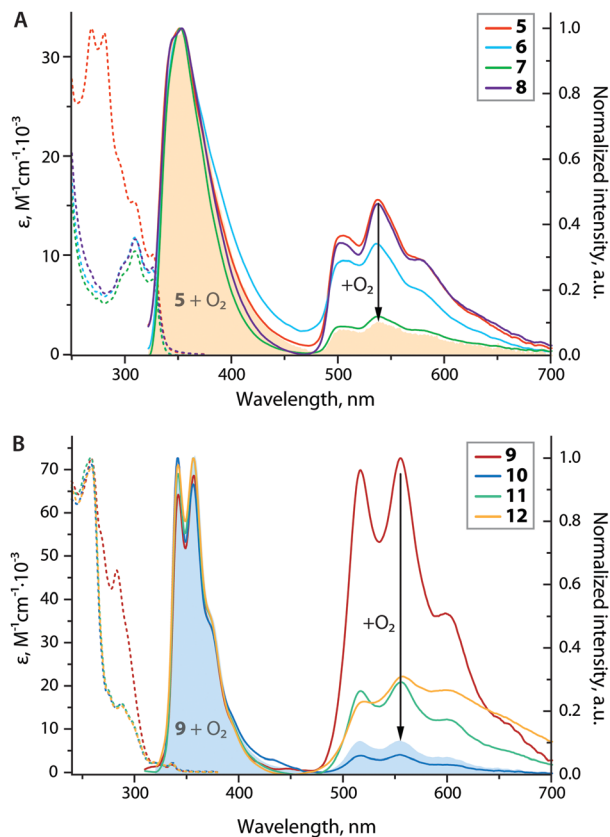 A
5
6
7
8
30
20
10
0
1.0
0.8
0.6
0.4
0.2
0.0
ε, M⁻¹cm⁻¹·10⁻³
Normalized intensity, a.u.
5 + O₂
+O₂
300 400 500 600 700
Wavelength, nm
B
9
10
11
12
70
60
50
40
30
20
10
0
1.0
0.8
0.6
0.4
0.2
0.0
ε, M⁻¹cm⁻¹·10⁻³
Normalized intensity, a.u.
+O₂
9 + O₂
300 400 500 600 700
Wavelength, nm